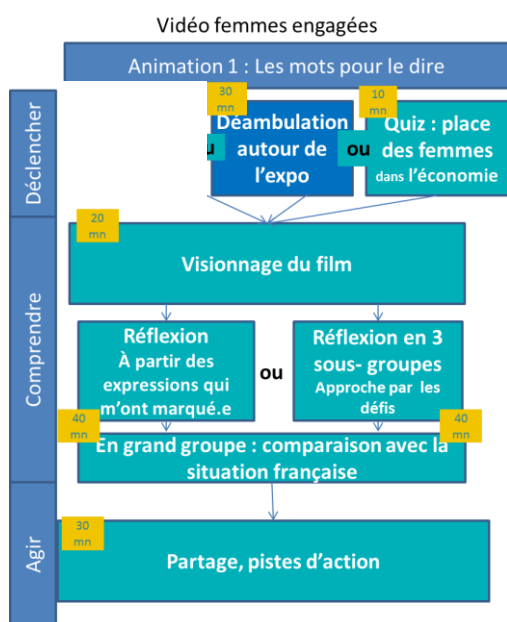 Vidéo femmes engagées
Animation 1 : Les mots pour le dire
Déclencher
30
mn
Déambulation
autour de
l'expo
u
ou
10
mn
Quiz : place
des femmes
dans l'économie
Comprendre
20
mn
Visionnage du film
Réflexion
À partir des
expressions qui
m'ont marqué.e
ou
Réflexion en 3
sous- groupes
Approche par les
défis
40
mn
40
mn
En grand groupe : comparaison avec la
situation française
Agir
30
mn
Partage, pistes d'action